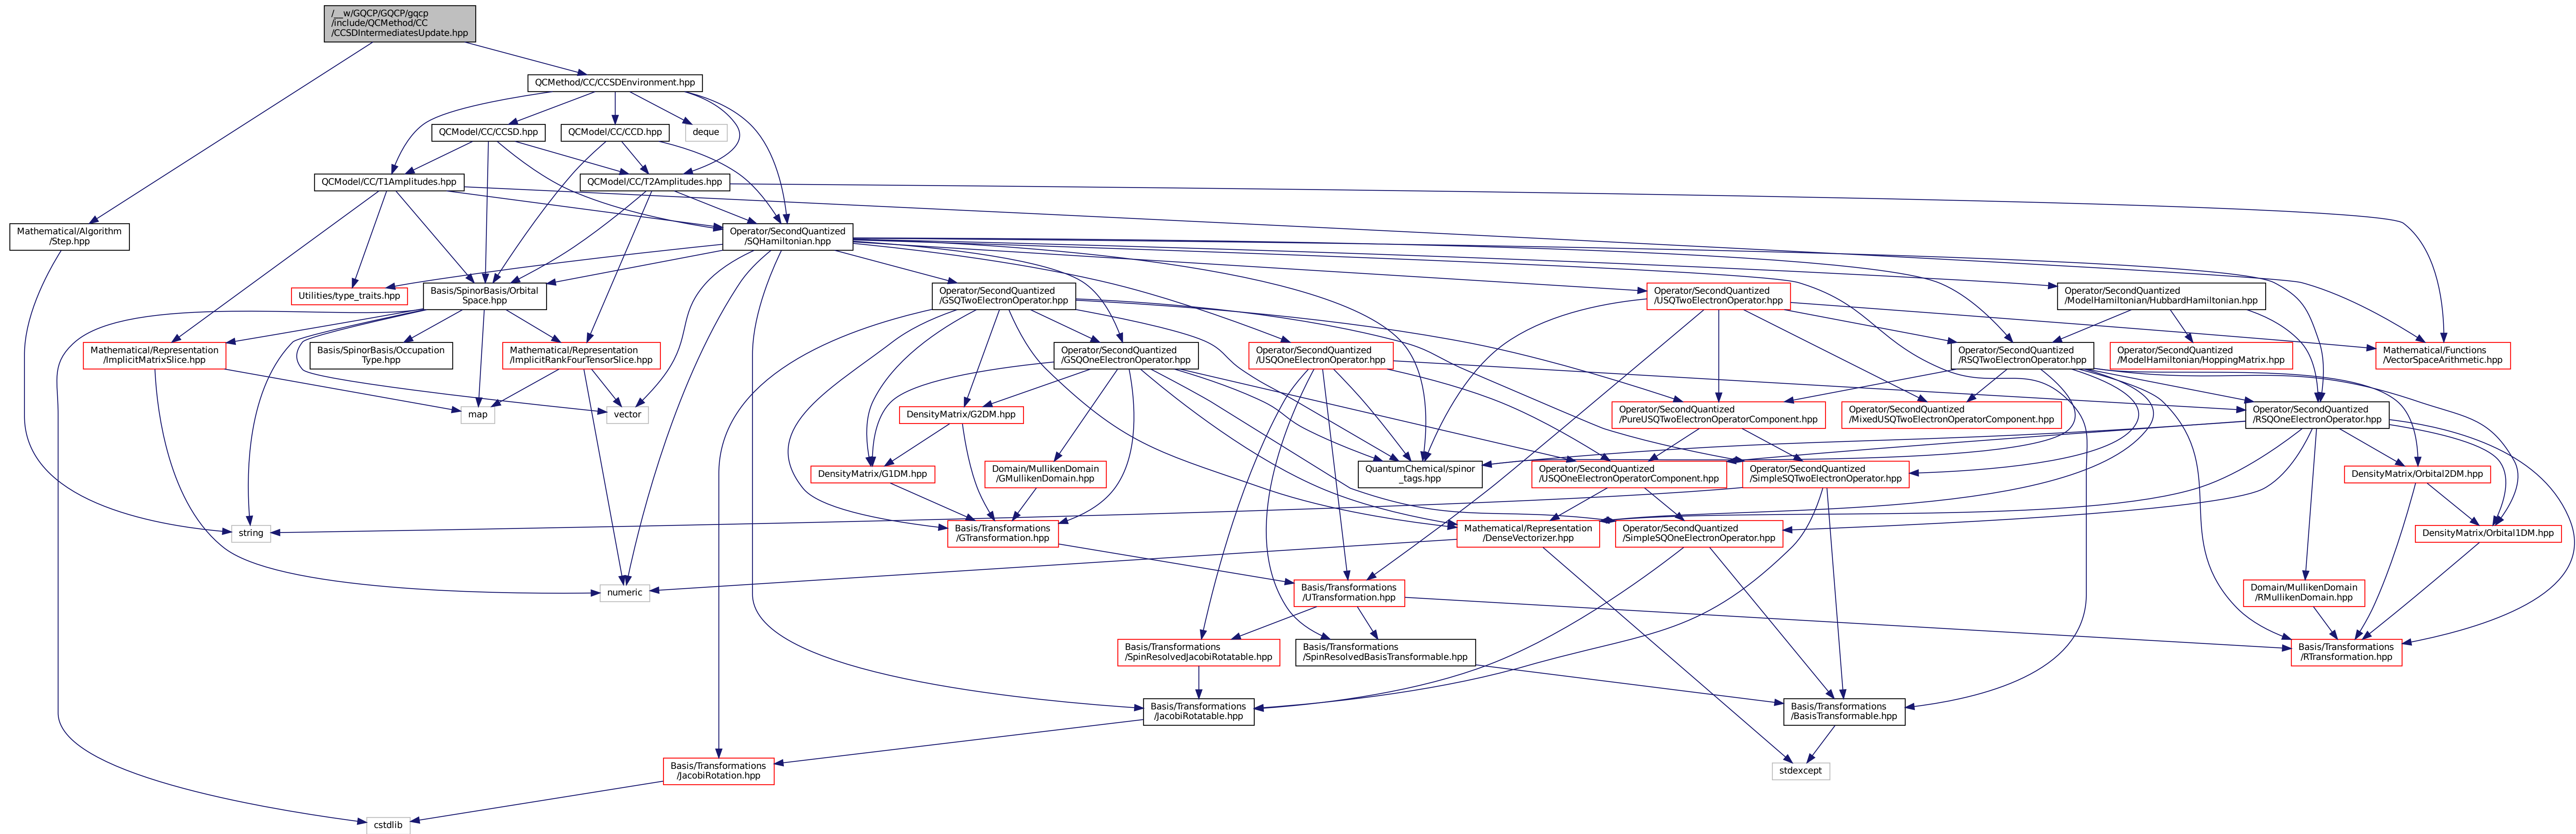 /__w/GQCP/GQCP/gqcp
/include/QCMethod/CC
/CCSDIntermediatesUpdate.hpp
QCMethod/CC/CCSDEnvironment.hpp
QCModel/CC/CCSD.hpp
QCModel/CC/CCD.hpp
deque
QCModel/CC/T1Amplitudes.hpp
QCModel/CC/T2Amplitudes.hpp
Mathematical/Algorithm
/Step.hpp
Operator/SecondQuantized
/SQHamiltonian.hpp
Utilities/type_traits.hpp
Basis/SpinorBasis/Orbital
Space.hpp
Operator/SecondQuantized
/GSQTwoElectronOperator.hpp
Operator/SecondQuantized
/USQTwoElectronOperator.hpp
Operator/SecondQuantized
/ModelHamiltonian/HubbardHamiltonian.hpp
Mathematical/Representation
/ImplicitMatrixSlice.hpp
Basis/SpinorBasis/Occupation
Type.hpp
Mathematical/Representation
/ImplicitRankFourTensorSlice.hpp
Operator/SecondQuantized
/GSQOneElectronOperator.hpp
Operator/SecondQuantized
/USQOneElectronOperator.hpp
Operator/SecondQuantized
/RSQTwoElectronOperator.hpp
Operator/SecondQuantized
/ModelHamiltonian/HoppingMatrix.hpp
Mathematical/Functions
/VectorSpaceArithmetic.hpp
map
vector
DensityMatrix/G2DM.hpp
Operator/SecondQuantized
/PureUSQTwoElectronOperatorComponent.hpp
Operator/SecondQuantized
/MixedUSQTwoElectronOperatorComponent.hpp
Operator/SecondQuantized
/RSQOneElectronOperator.hpp
DensityMatrix/G1DM.hpp
Domain/MullikenDomain
/GMullikenDomain.hpp
QuantumChemical/spinor
_tags.hpp
Operator/SecondQuantized
/USQOneElectronOperatorComponent.hpp
Operator/SecondQuantized
/SimpleSQTwoElectronOperator.hpp
DensityMatrix/Orbital2DM.hpp
string
Basis/Transformations
/GTransformation.hpp
Mathematical/Representation
/DenseVectorizer.hpp
Operator/SecondQuantized
/SimpleSQOneElectronOperator.hpp
DensityMatrix/Orbital1DM.hpp
numeric
Basis/Transformations
/UTransformation.hpp
Domain/MullikenDomain
/RMullikenDomain.hpp
Basis/Transformations
/SpinResolvedJacobiRotatable.hpp
Basis/Transformations
/SpinResolvedBasisTransformable.hpp
Basis/Transformations
/RTransformation.hpp
Basis/Transformations
/JacobiRotatable.hpp
Basis/Transformations
/BasisTransformable.hpp
Basis/Transformations
/JacobiRotation.hpp
stdexcept
cstdlib